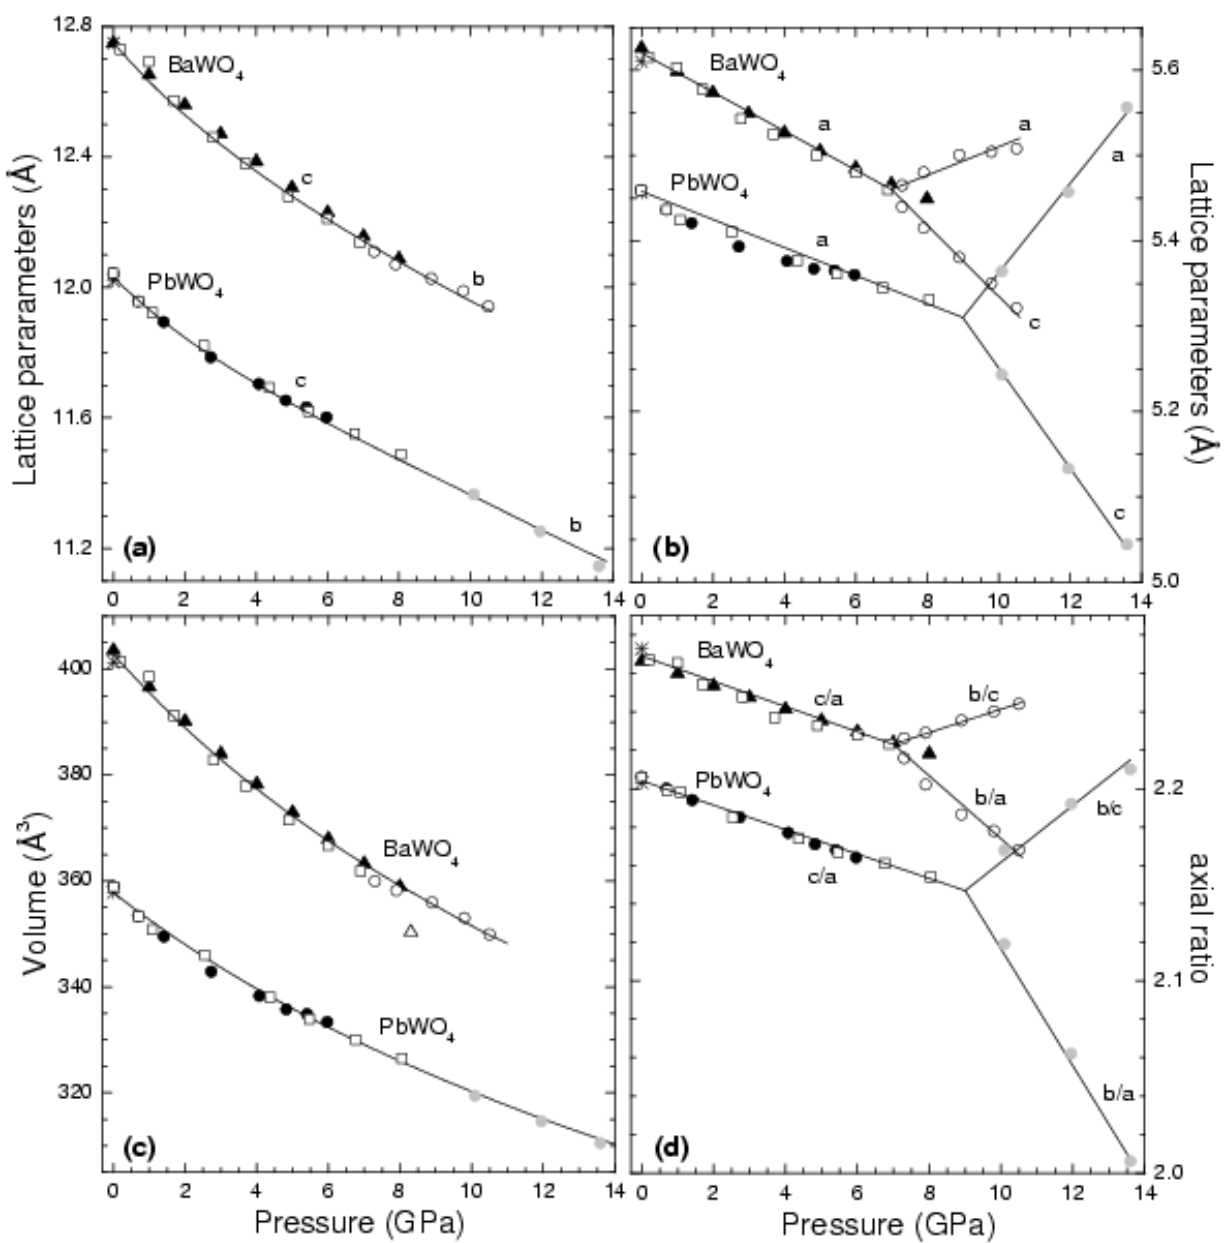 12.8
12.4
12.0
11.6
11.2
Lattice pararameters (Å)
BaWO4
c
b
PbWO4
c
b
(a)
0 2 4 6 8 10 12 14
BaWO4
a
a
a
PbWO4
a
c
c
(b)
5.6
5.4
5.2
5.0
Lattice parameters (Å)
0 2 4 6 8 10 12 14
400
380
360
340
320
Volume (Å3)
BaWO4
PbWO4
(c)
0 2 4 6 8 10 12 14
Pressure (GPa)
BaWO4
c/a
b/c
PbWO4
b/a
b/c
c/a
b/a
(d)
2.2
2.10
2.0
axial ratio
0 2 4 6 8 10 12 14
Pressure (GPa)